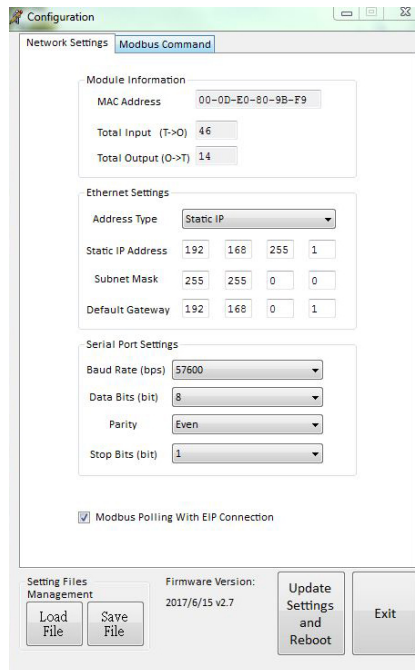 Configuration
Network Settings Modbus Command
Module Information
MAC Address 00-0D-E0-80-9B-F9
Total Input (T->O) 46
Total Output (O->T) 14
Ethernet Settings
Address Type Static IP
Static IP Address 192 168 255 1
Subnet Mask 255 255 0 0
Default Gateway 192 168 0 1
Serial Port Settings
Baud Rate (bps) 57600
Data Bits (bit) 8
Parity Even
Stop Bits (bit) 1
Modbus Polling With EIP Connection
Setting Files
Management
Load
File
Save
File
Firmware Version:
2017/6/15 v2.7
Update
Settings
and
Reboot
Exit